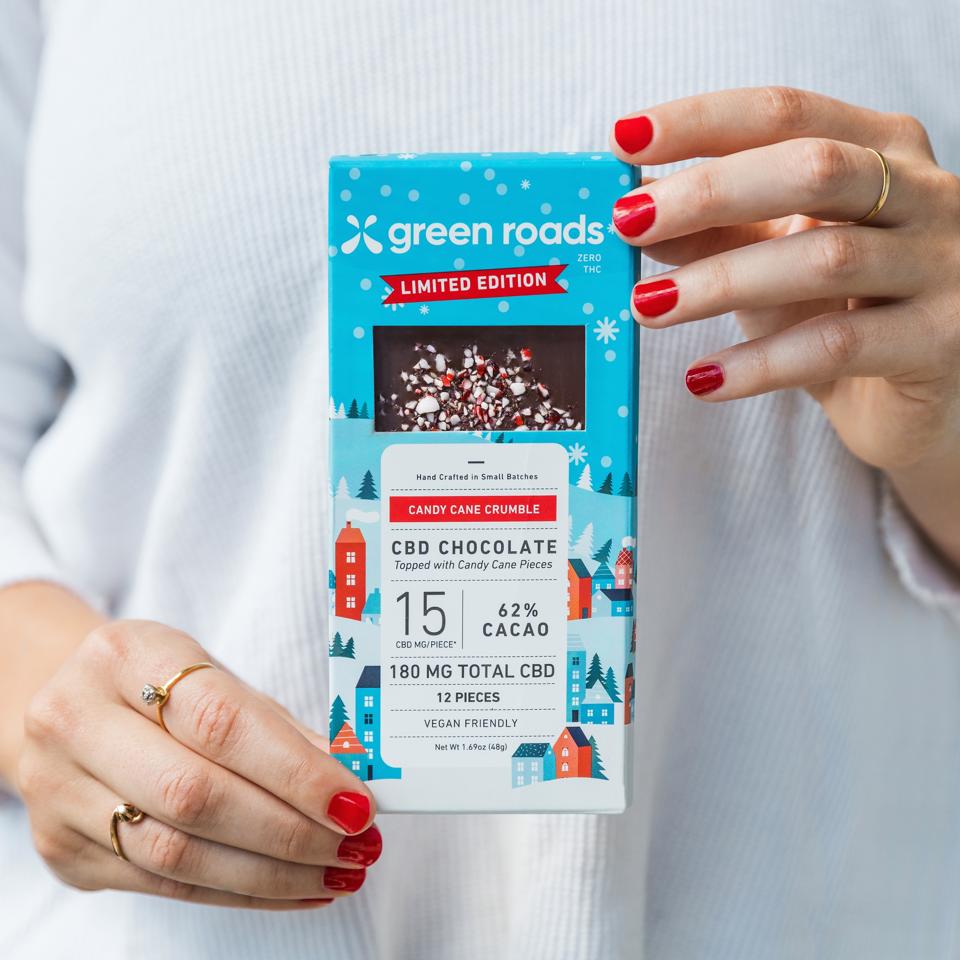 green roads
ZERO
THC
LIMITED EDITION
Hand Crafted in Small Batches
CANDY CANE CRUMBLE
CBD CHOCOLATE
Topped with Candy Cane Pieces
15
CBD MG/PIECE*
62%
CACAO
180 MG TOTAL CBD
12 PIECES
VEGAN FRIENDLY
Net Wt 1.69oz (48g)